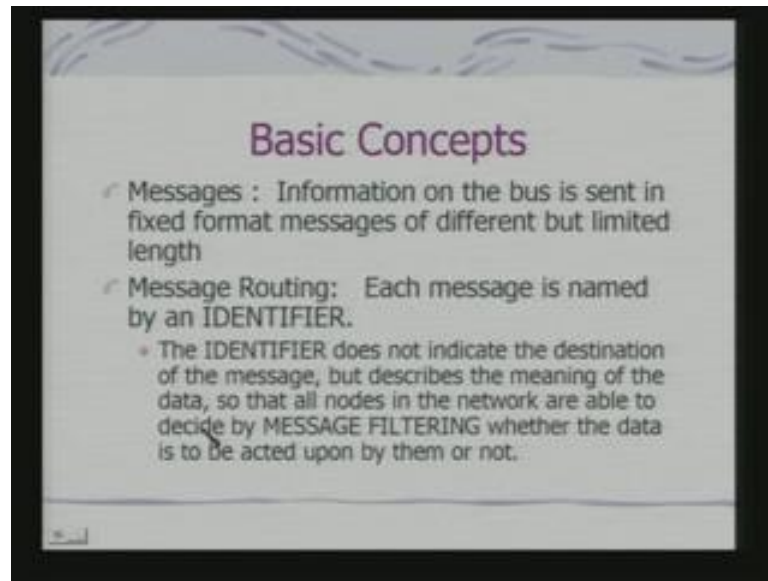 Basic Concepts
Messages : Information on the bus is sent in
fixed format messages of different but limited
length
Message Routing: Each message is named
by an IDENTIFIER.
The IDENTIFIER does not indicate the destination
of the message, but describes the meaning of the
data, so that all nodes in the network are able to
decide by MESSAGE FILTERING whether the data
is to be acted upon by them or not.